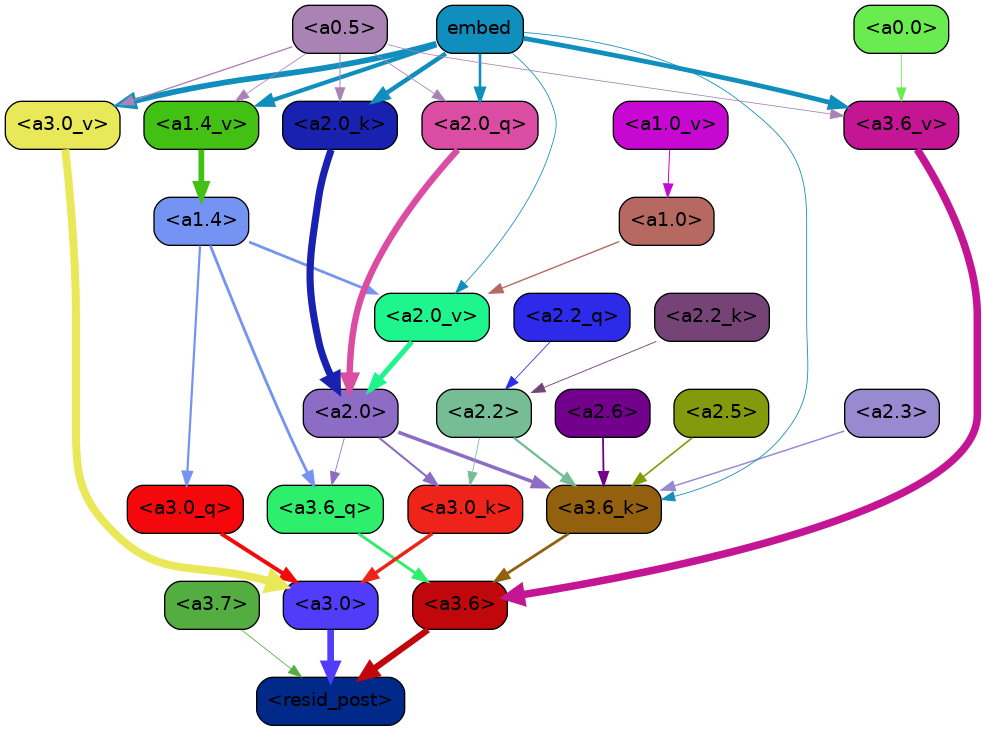 <a0.5>
embed
<a0.0>
<a3.0_v>
<a1.4_v>
<a2.0_k>
<a2.0_q>
<a1.0_v>
<a3.6_v>
<a1.4>
<a1.0>
<a2.0_v>
<a2.2_q>
<a2.2_k>
<a2.0>
<a2.2>
<a2.6>
<a2.5>
<a2.3>
<a3.0_q>
<a3.6_q>
<a3.0_k>
<a3.6_k>
<a3.7>
<a3.0>
<a3.6>
<resid_post>